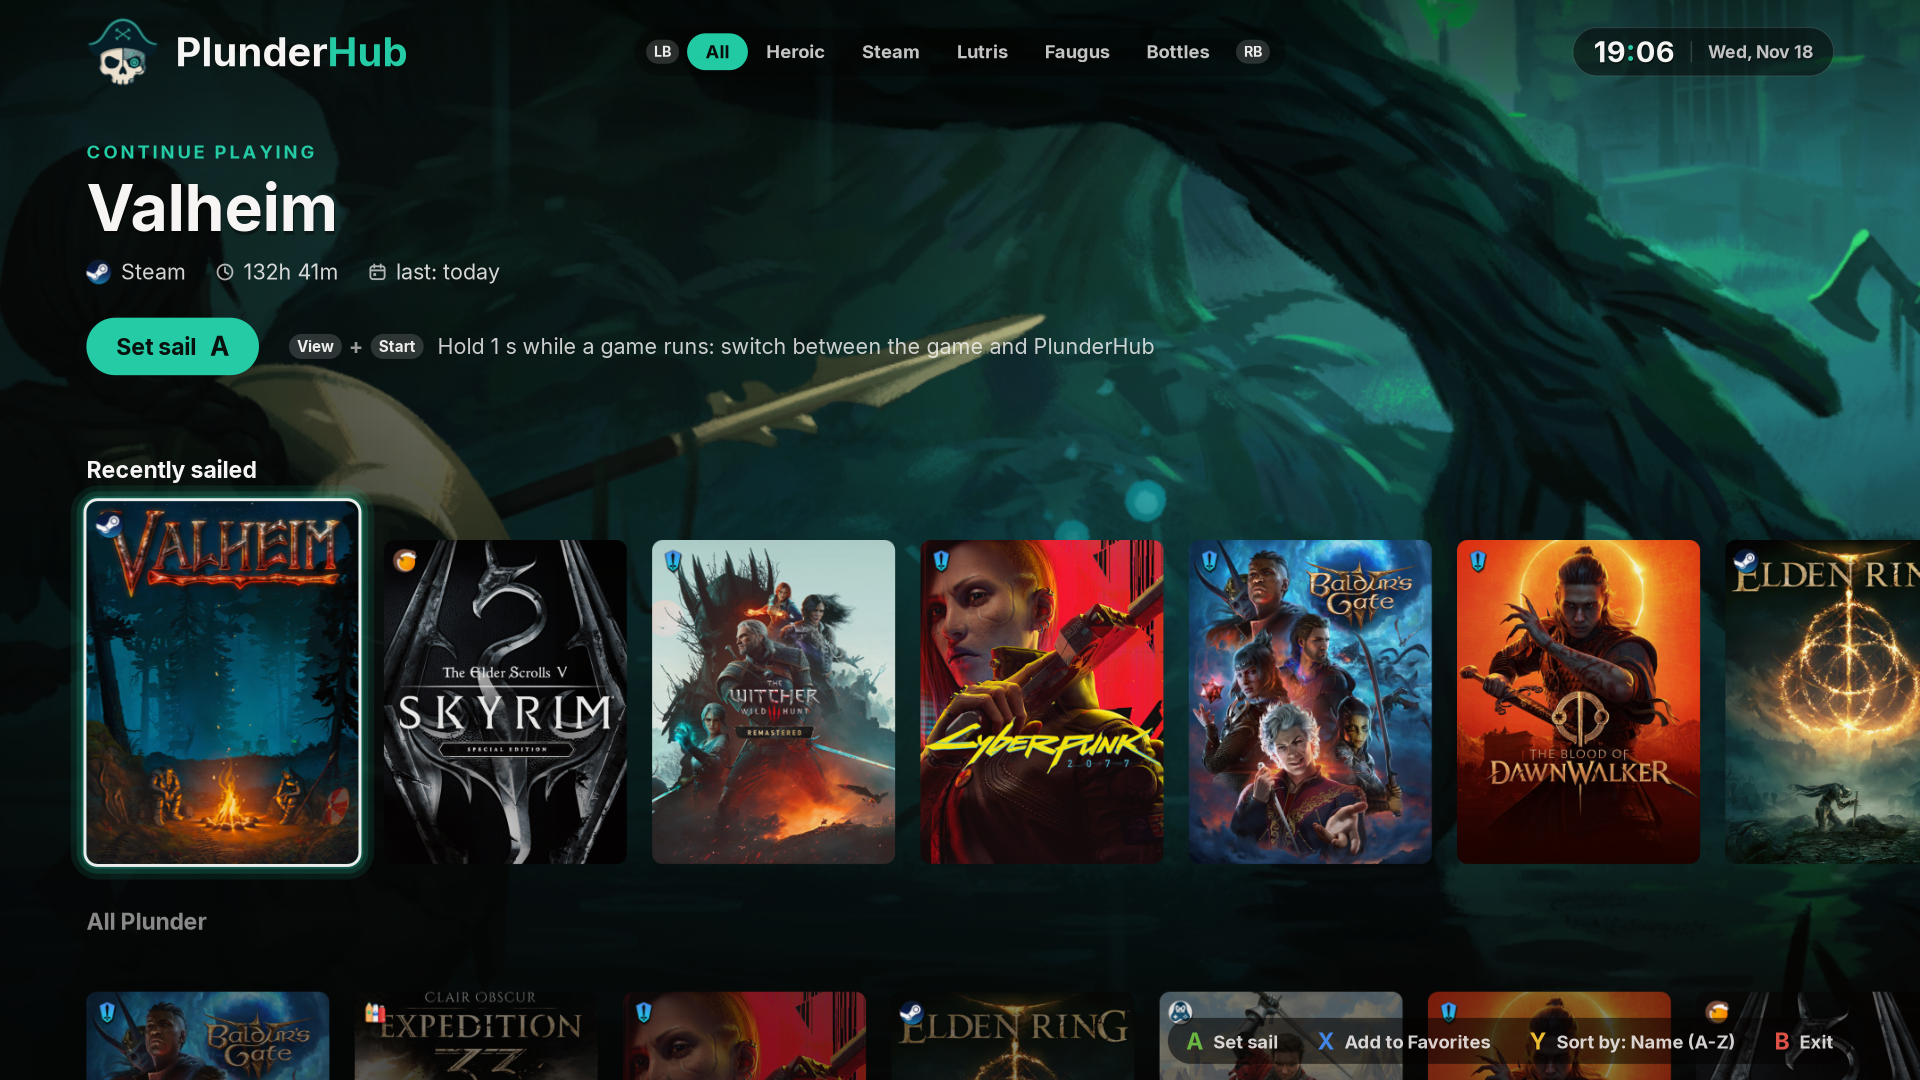 PlunderHub
LB All Heroic Steam Lutris Faugus Bottles RB
19:06 Wed, Nov 18
CONTINUE PLAYING
Valheim
Steam 132h 41m last: today
Set sail A
View + Start Hold 1 s while a game runs: switch between the game and PlunderHub
Recently sailed
VALHEIM
The Elder Scrolls V
SKYRIM
SPECIAL EDITION
THE
WITCHER
WILD HUNT
REMASTERED
CYBERPUNK
2077
BALDUR'S
GATE
THE BLOOD OF
DAWNWALKER
ELDEN RIN
All Plunder
BALDUR'S
GATE
CLAIR OBSCUR
EXPEDITION
33
ELDEN RING
A Set sail X Add to Favorites Y Sort by: Name (A-Z) B Exit